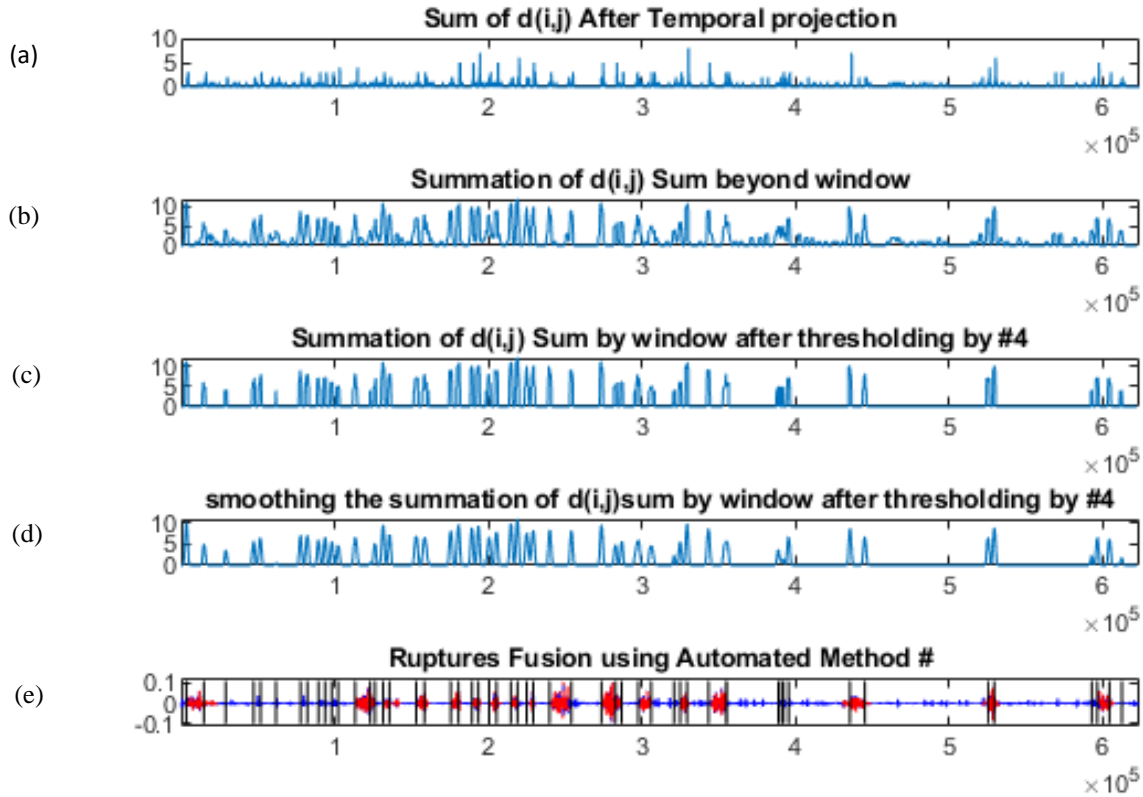 Sum of d(i,j) After Temporal projection
(a)
10
5
0
1 2 3 4 5 6
× 10^5
Summation of d(i,j) Sum beyond window
(b)
10
5
0
1 2 3 4 5 6
× 10^5
Summation of d(i,j) Sum by window after thresholding by #4
(c)
10
5
0
1 2 3 4 5 6
× 10^5
smoothing the summation of d(i,j)sum by window after thresholding by #4
(d)
10
5
0
1 2 3 4 5 6
× 10^5
Ruptures Fusion using Automated Method #
(e)
0.1
0
-0.1
1 2 3 4 5 6
× 10^5